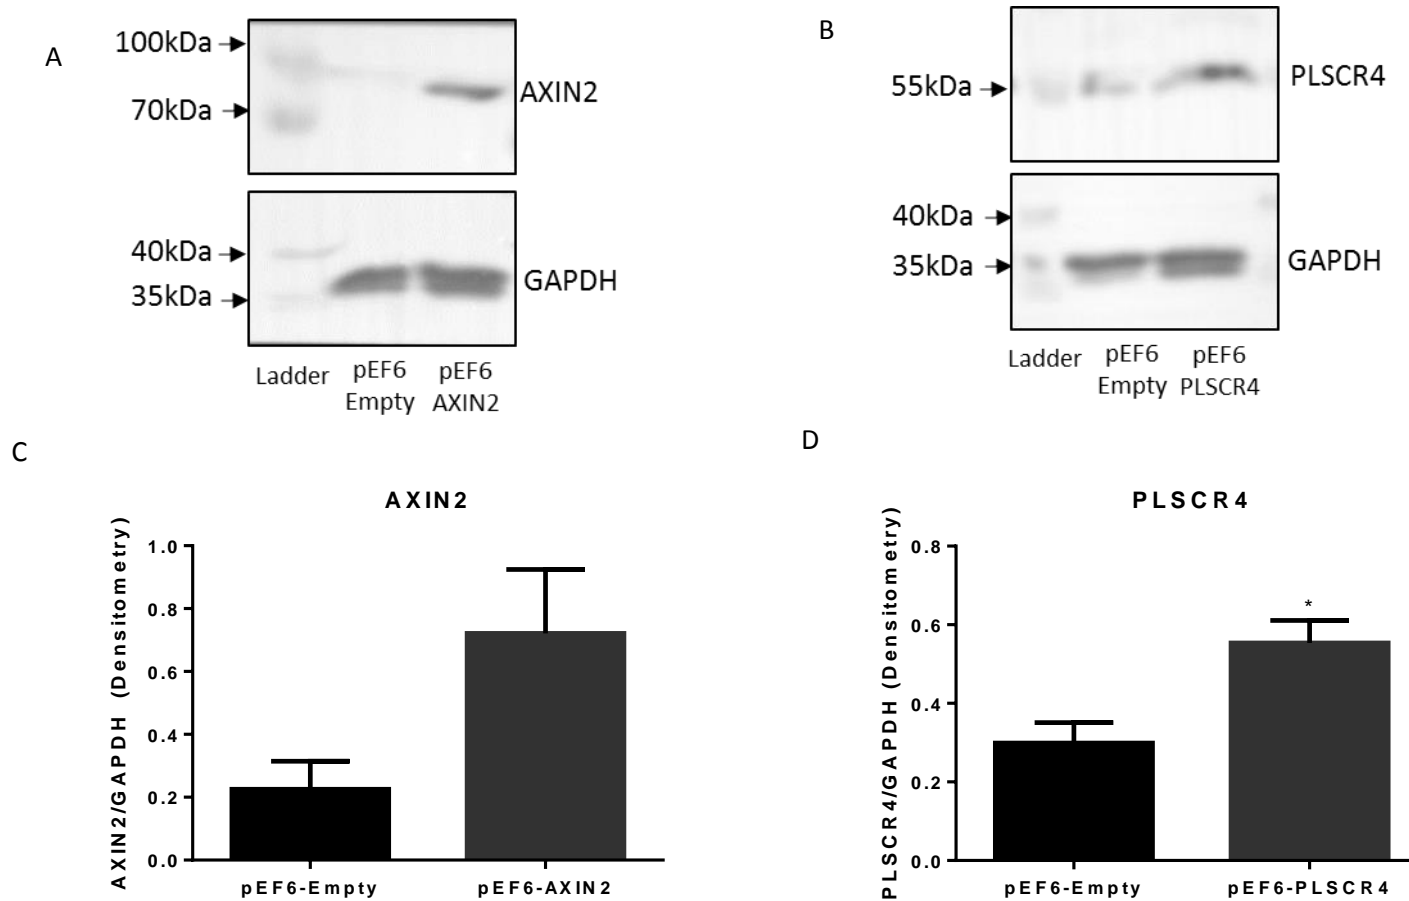 A
100kDa
70kDa
AXIN2
40kDa
35kDa
GAPDH
Ladder
pEF6
Empty
pEF6
AXIN2
B
55kDa
PLSCR4
40kDa
35kDa
GAPDH
Ladder
pEF6
Empty
pEF6
PLSCR4
C
AXIN2
AXIN2/GAPDH (Densitometry)
1.0
0.8
0.6
0.4
0.2
0.0
pEF6-Empty
pEF6-AXIN2
D
PLSCR4
PLSCR4/GAPDH (Densitometry)
0.8
0.6
0.4
0.2
0.0
*
pEF6-Empty
pEF6-PLSCR4